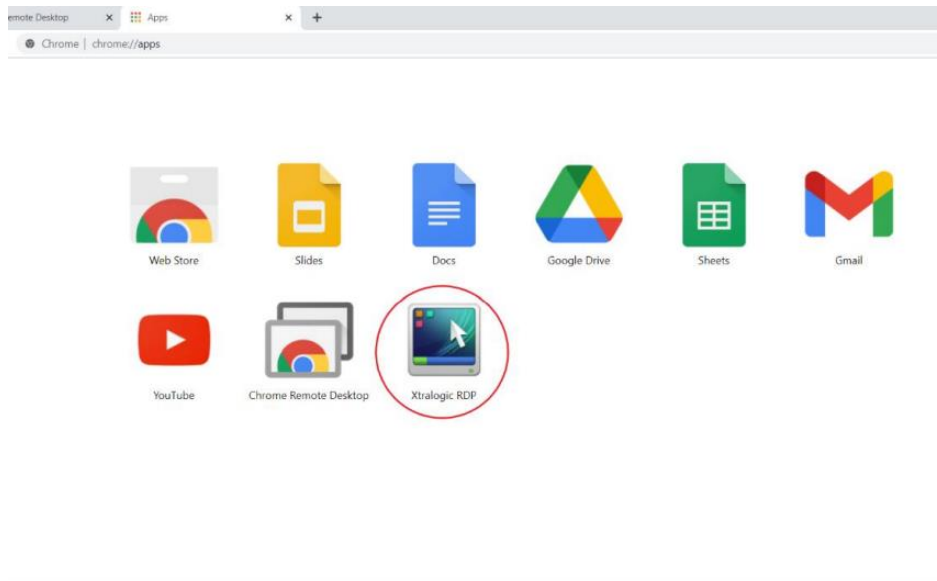 emote Desktop
Apps
Chrome | chrome://apps
Web Store Slides Docs Google Drive Sheets Gmail
YouTube Chrome Remote Desktop Xtralogic RDP